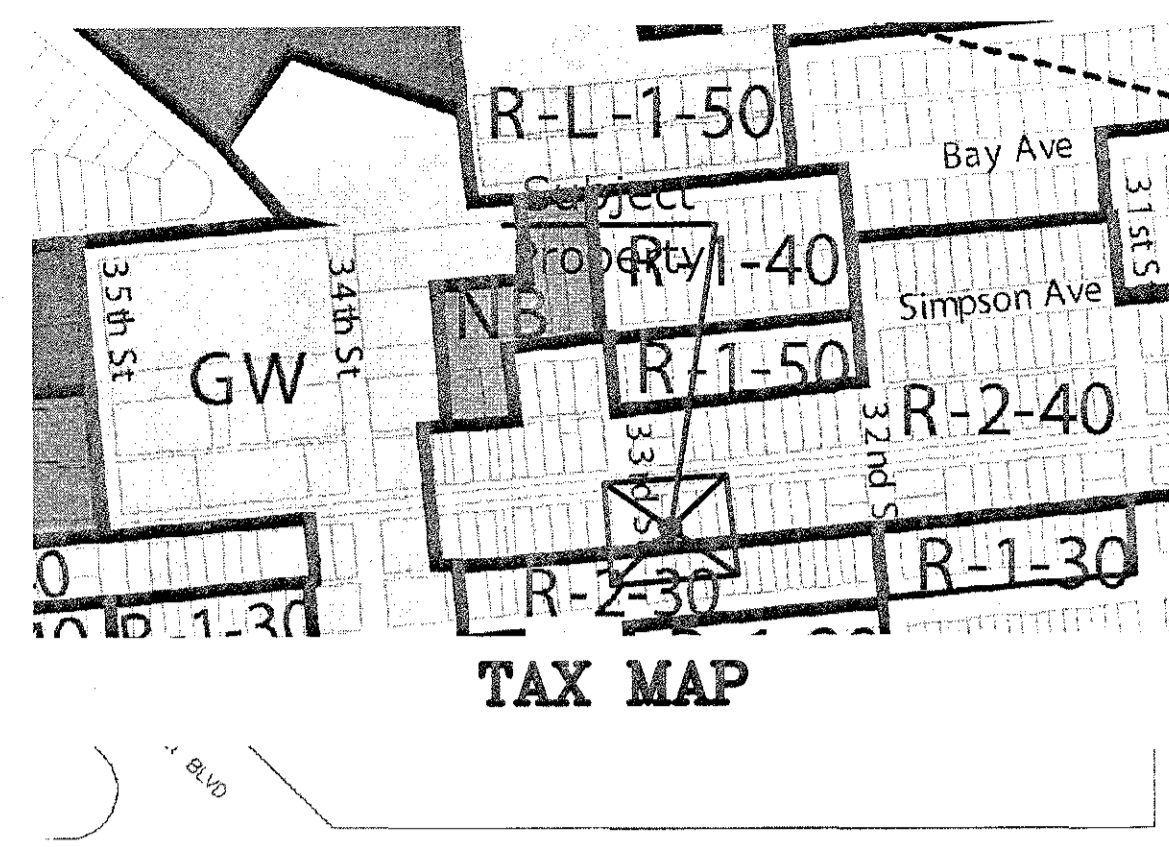 R-L-1-50
Bay Ave
31st S
Subject
Property
R-1-40
35th St
34th St
NB
Simpson Ave
GW
R-1-50
R-2-40
33rd S
32nd S
R-2-30
R-1-30
R-1-30
TAX MAP
BLVD